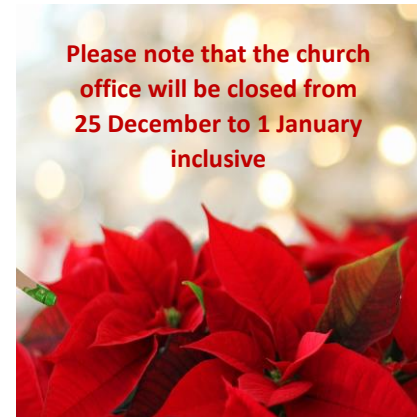 Please note that the church
office will be closed from
25 December to 1 January
inclusive